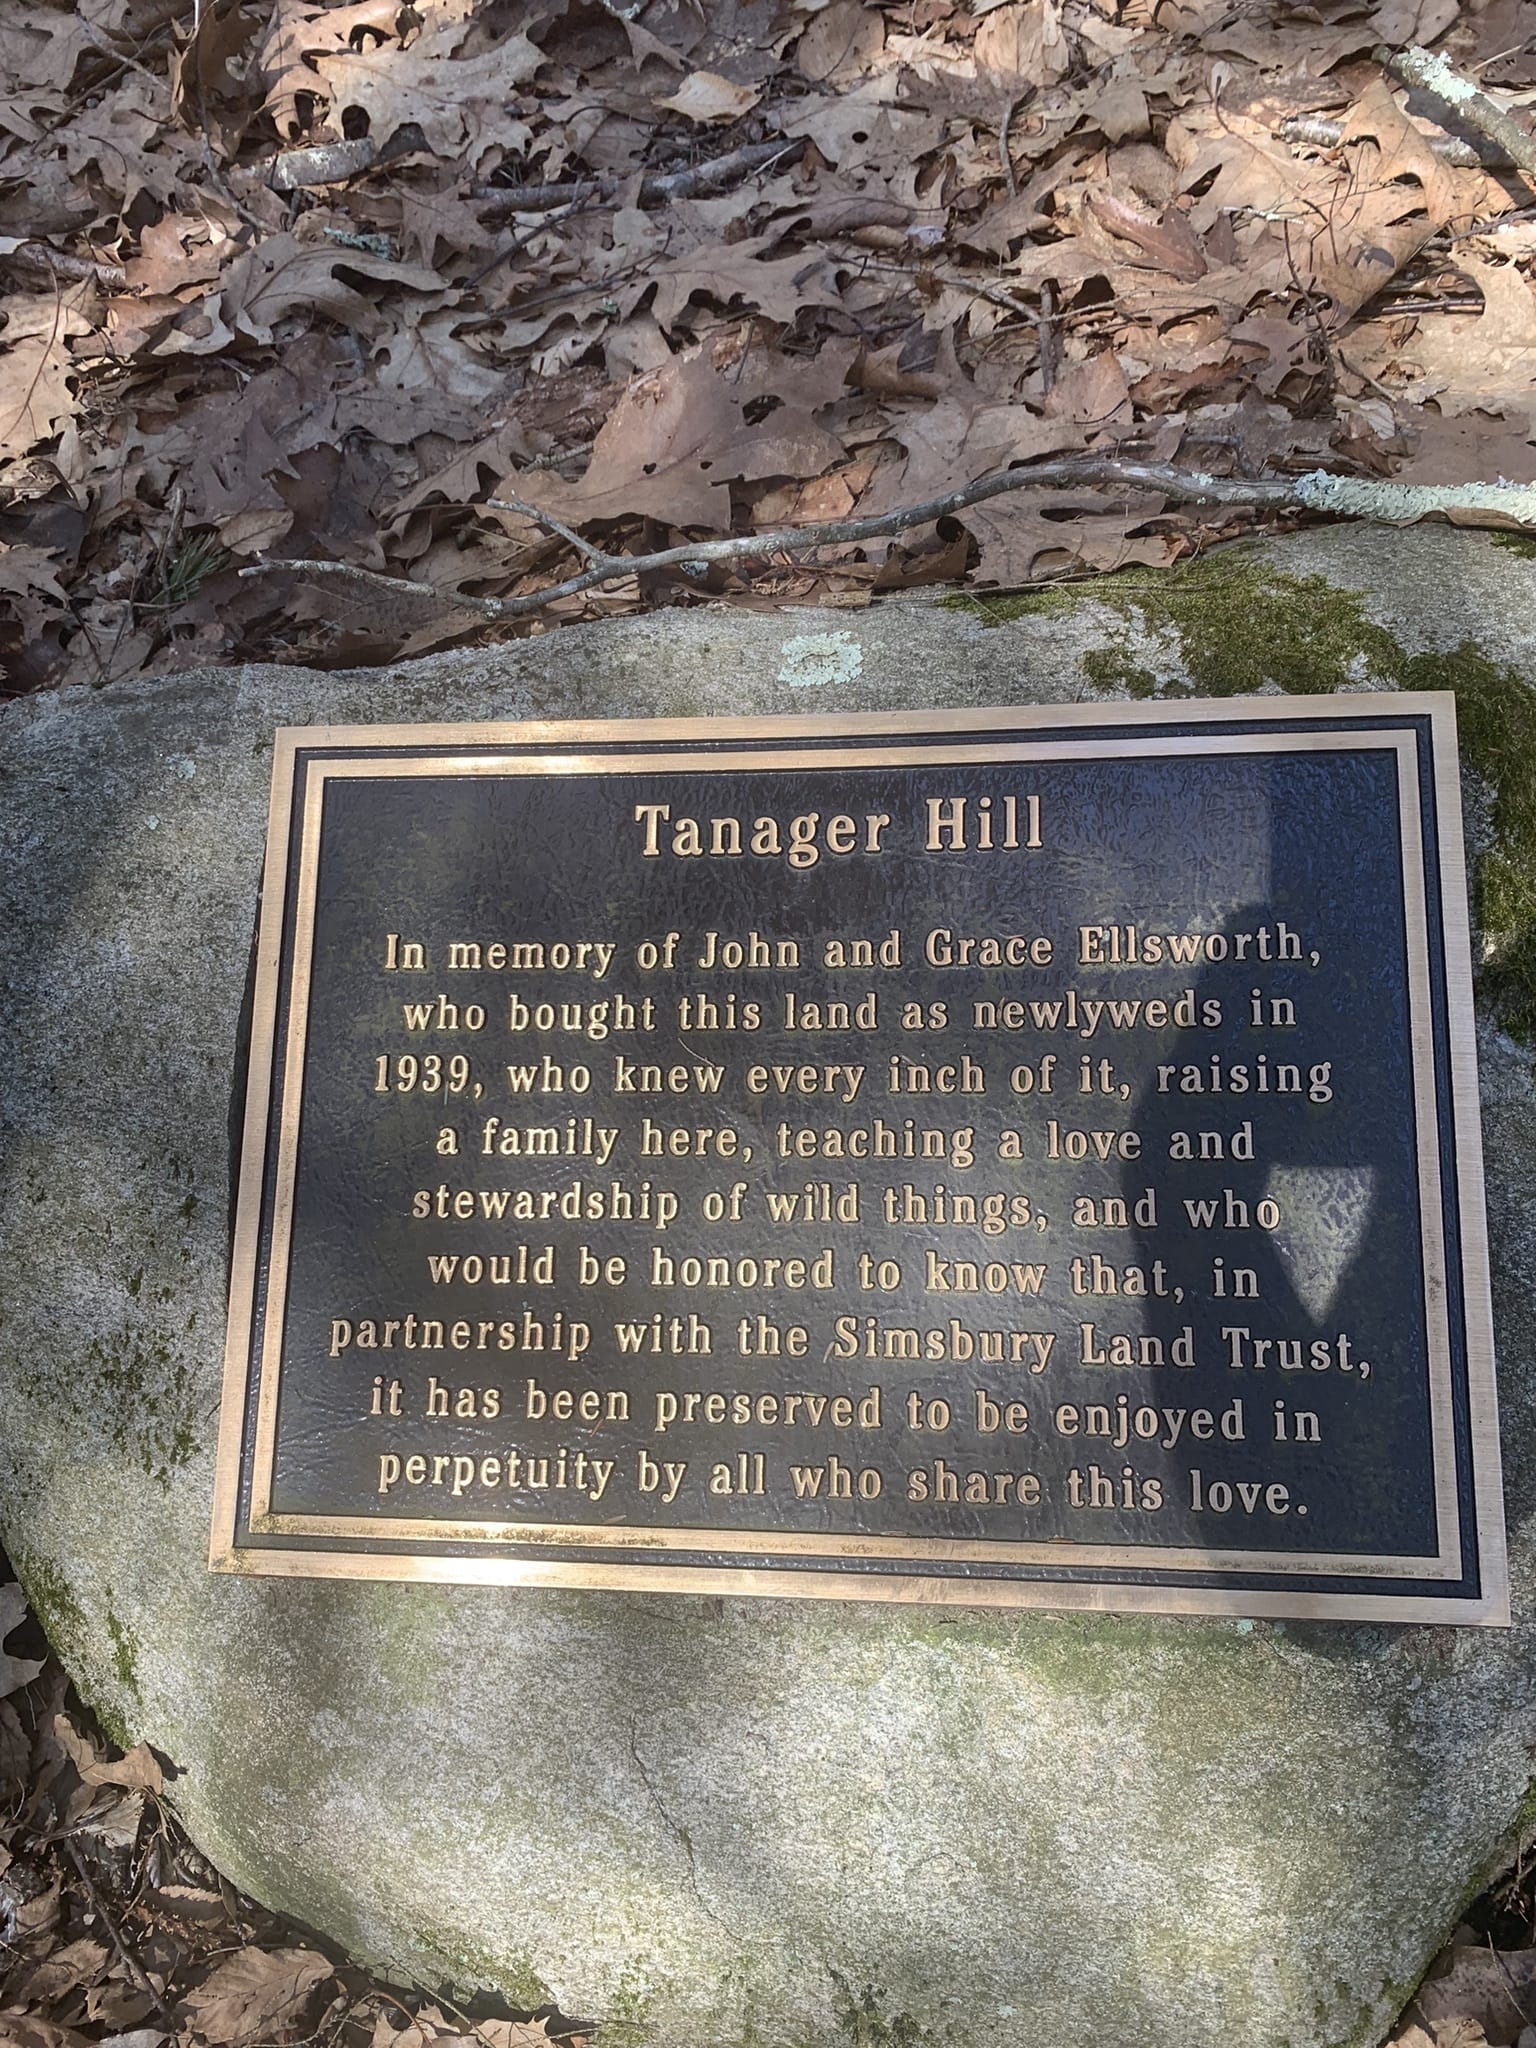 Tanager Hill
In memory of John and Grace Ellsworth,
who bought this land as newlyweds in
1939, who knew every inch of it, raising
a family here, teaching a love and
stewardship of wild things, and who
would be honored to know that, in
partnership with the Simsbury Land Trust,
it has been preserved to be enjoyed in
perpetuity by all who share this love.